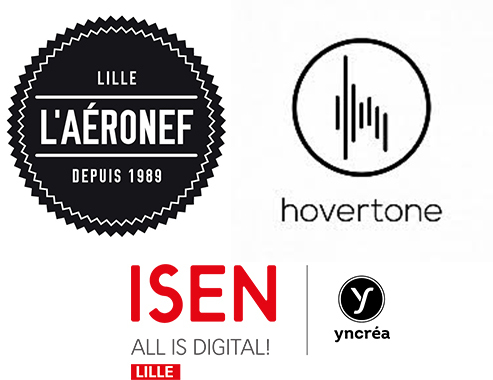 LILLE
L'AÉRONEF
DEPUIS 1989
hovertone
ISEN
ALL IS DIGITAL!
LILLE
y
yncréa